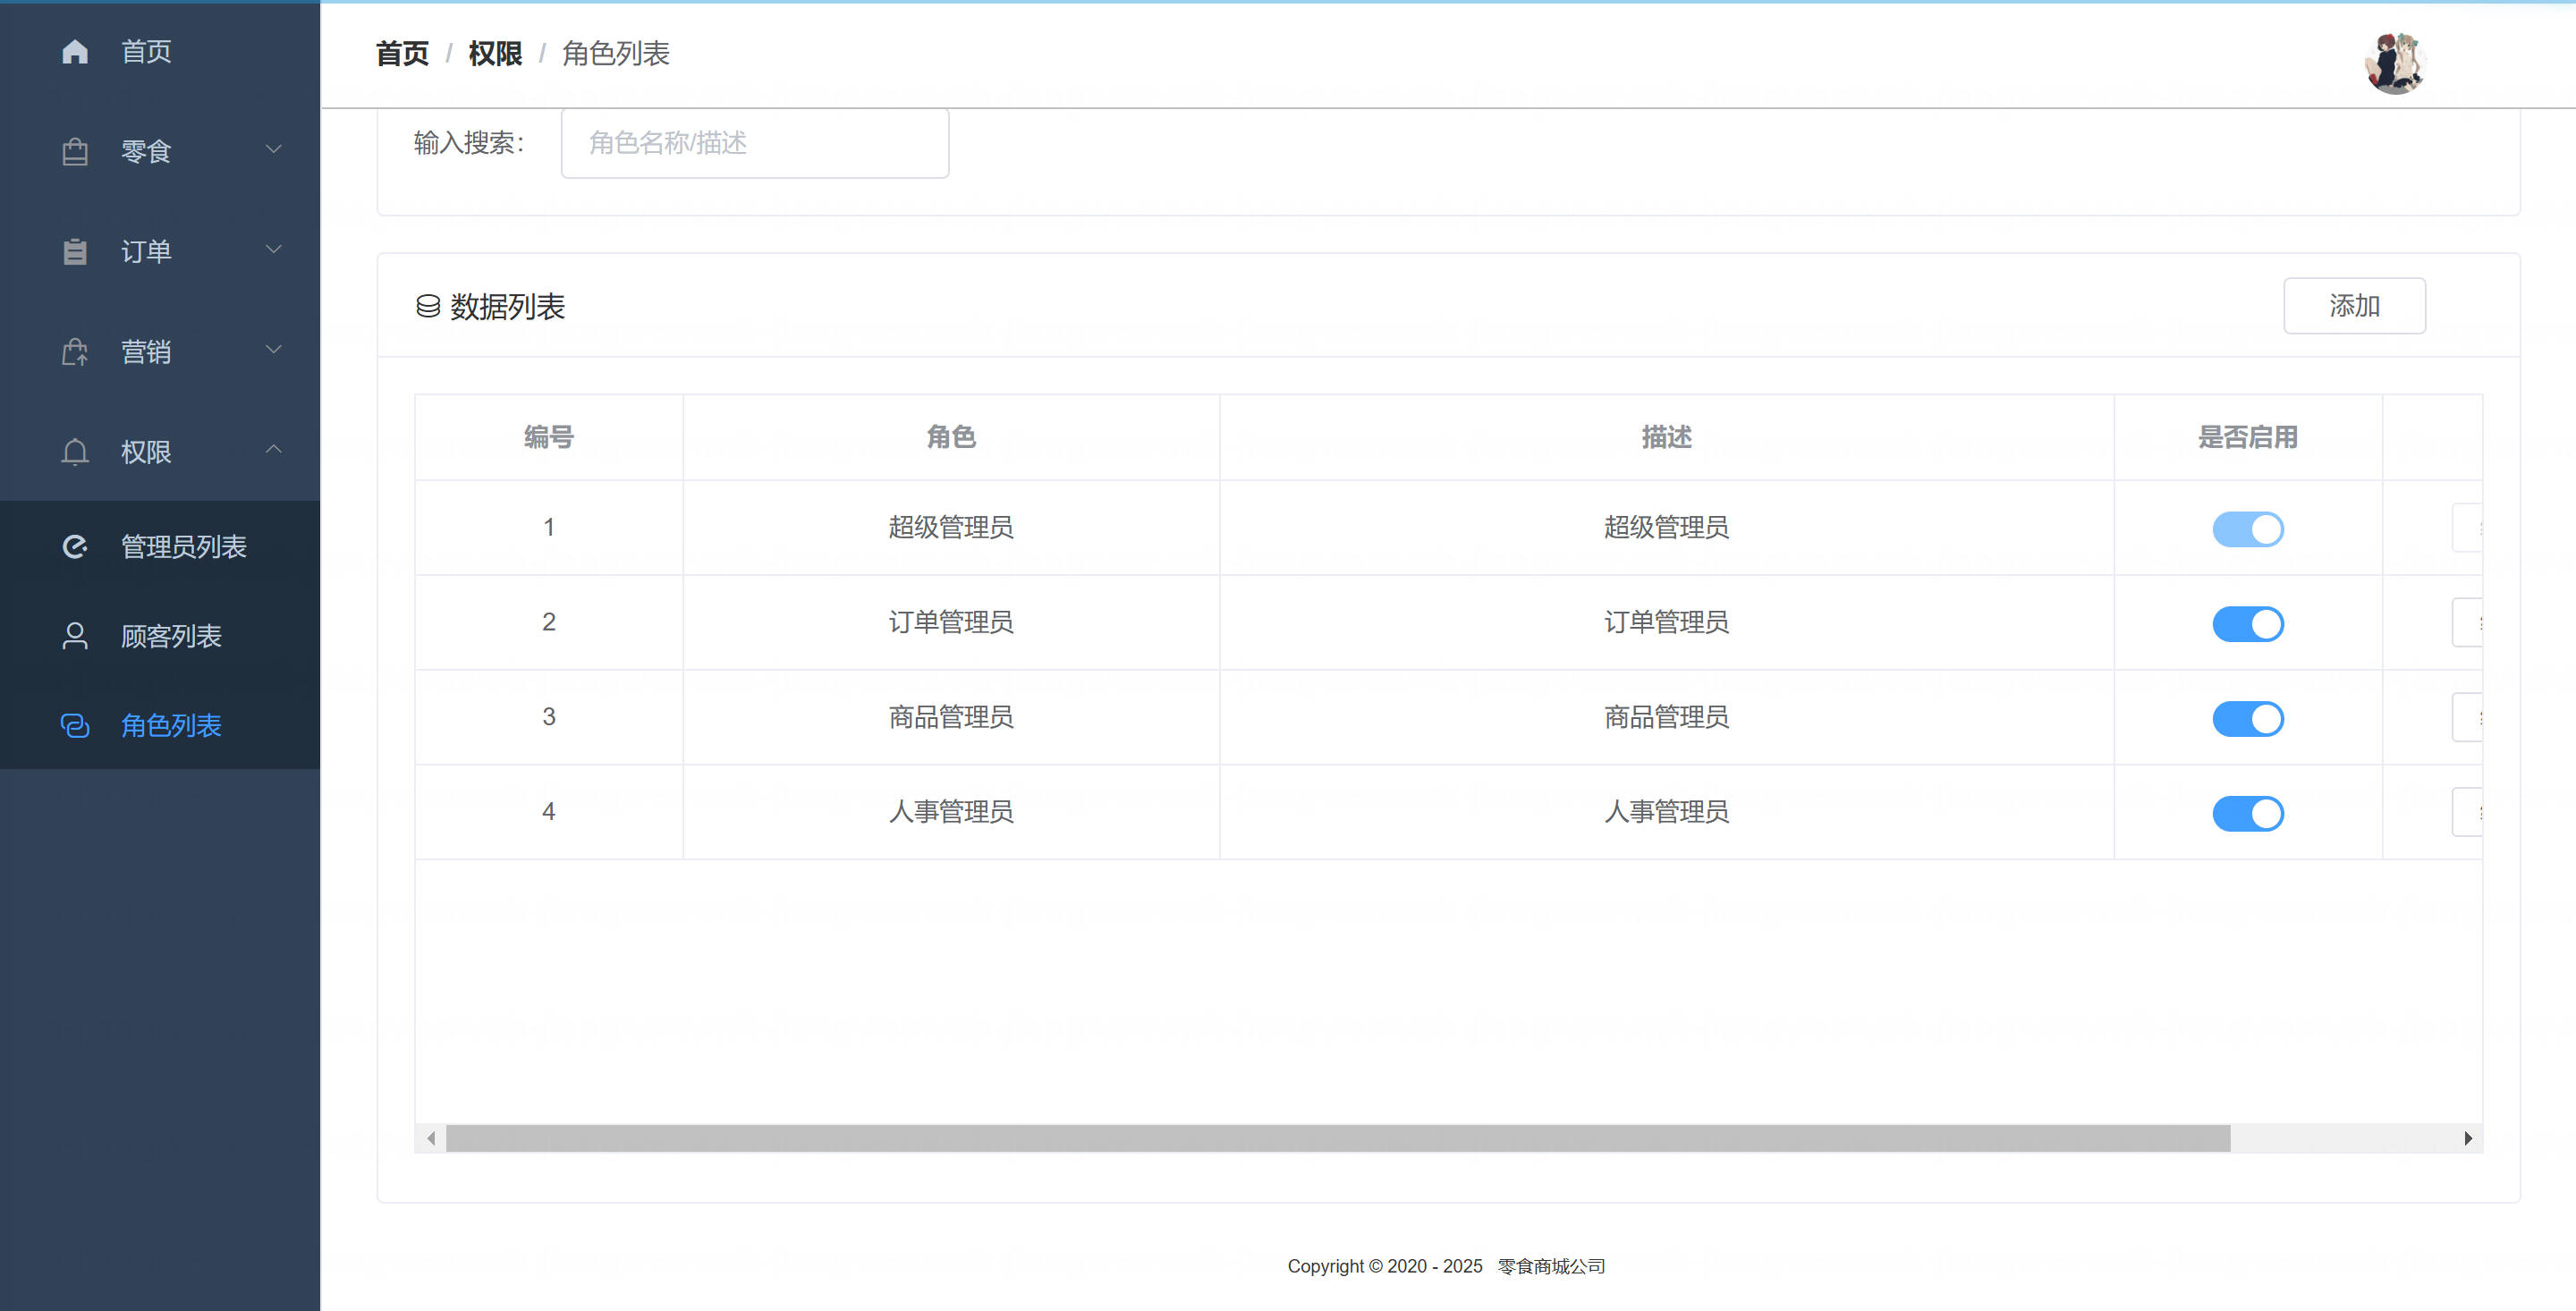 首页
零食
订单
营销
权限
管理员列表
顾客列表
角色列表
首页 / 权限 / 角色列表
输入搜索： 角色名称/描述
数据列表 添加
编号 角色 描述 是否启用
1 超级管理员 超级管理员
2 订单管理员 订单管理员
3 商品管理员 商品管理员
4 人事管理员 人事管理员
Copyright © 2020 - 2025 零食商城公司